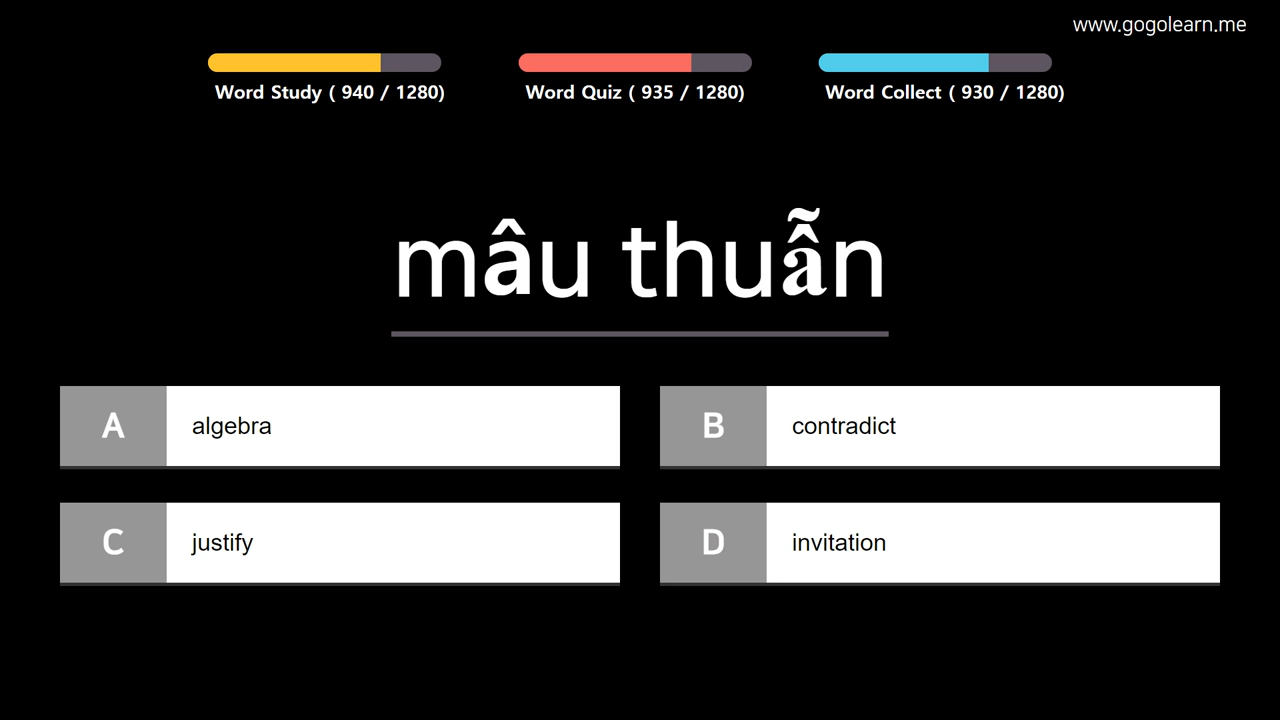 www.gogolearn.me
Word Study ( 940 / 1280)
Word Quiz ( 935 / 1280)
Word Collect ( 930 / 1280)
mâu thuẫn
A algebra
B contradict
C justify
D invitation